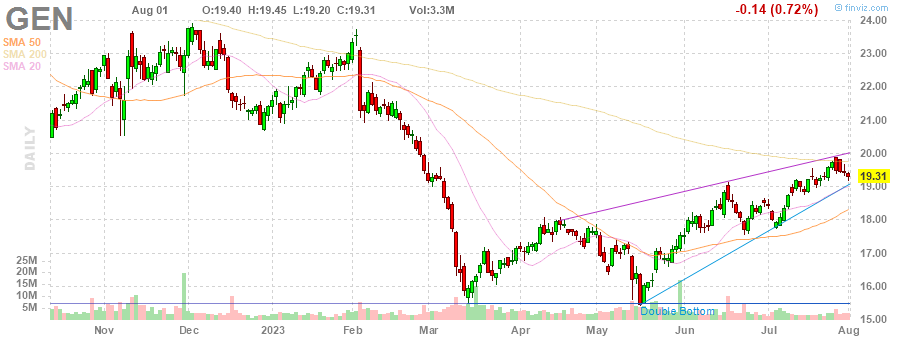 GEN Aug 01 O:19.40 H:19.45 L:19.20 C:19.31 Vol:3.3M -0.14 (0.72%) @ finviz.com
SMA 50
SMA 200
SMA 20
DAILY
24.00
23.00
22.00
21.00
20.00
19.31
19.00
18.00
17.00
16.00
15.00
25M
20M
15M
10M
5M
Double Bottom
Nov Dec 2023 Feb Mar Apr May Jun Jul Aug